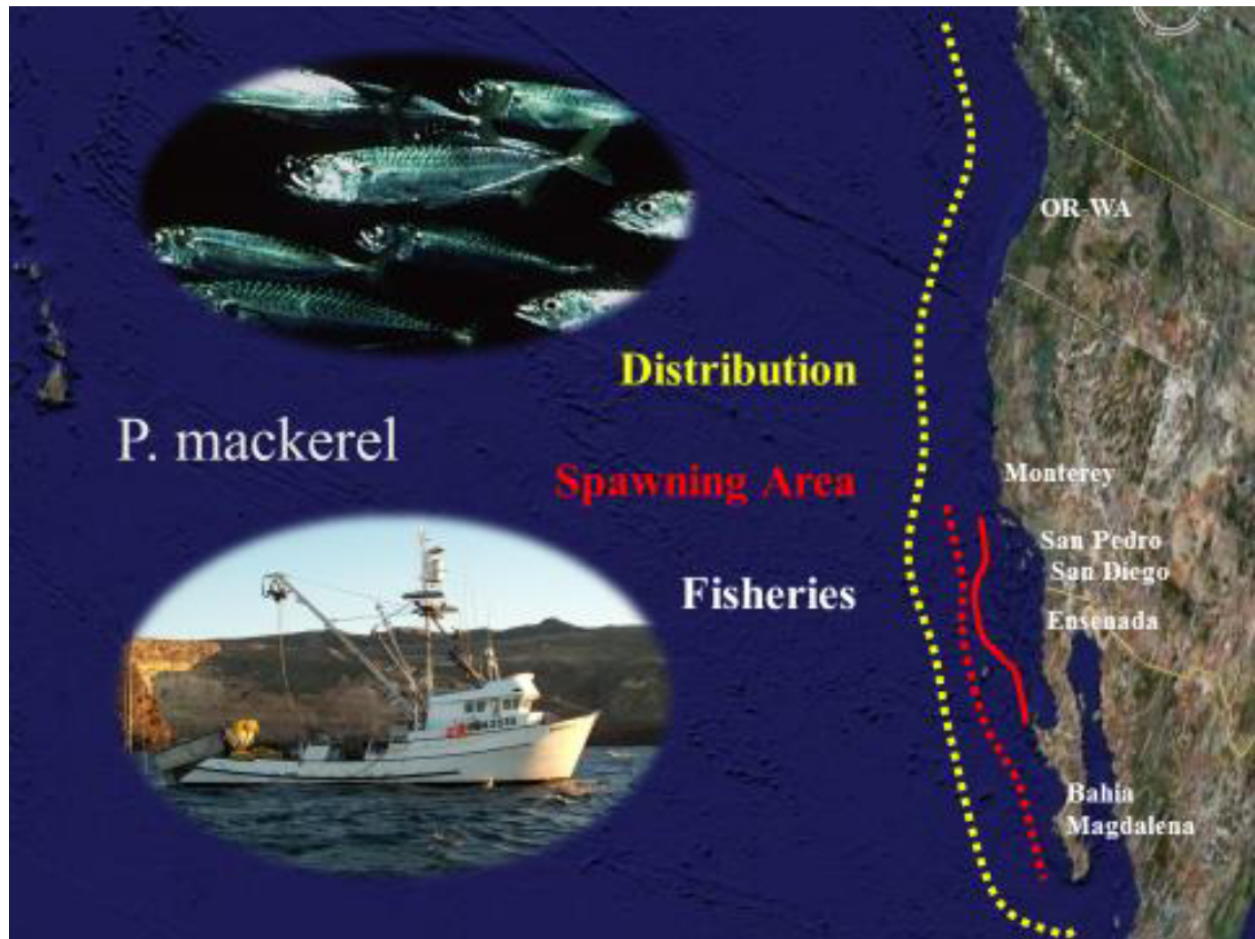 OR-WA
Distribution
P. mackerel
Monterey
Spawning Area
San Pedro
San Diego
Fisheries
Ensenada
Bahia
Magdalena